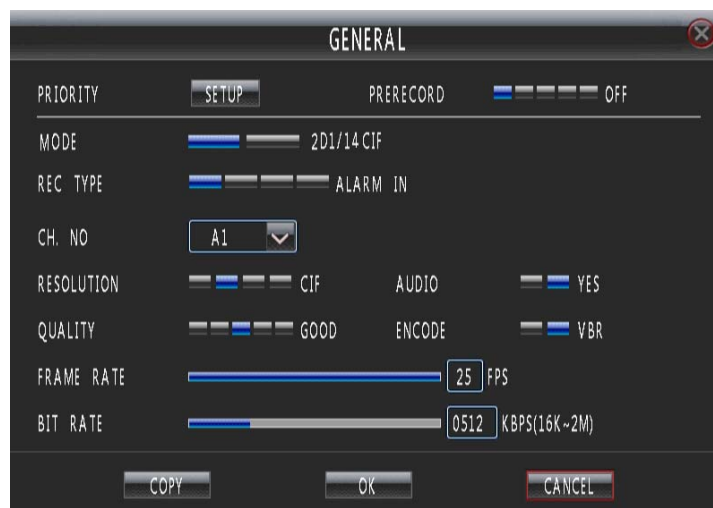 GENERAL
PRIORITY SETUP PRERECORD OFF
MODE 2D1/14CIF
REC TYPE ALARM IN
CH. NO A1
RESOLUTION CIF AUDIO YES
QUALITY GOOD ENCODE VBR
FRAME RATE 25 FPS
BIT RATE 0512 KBPS(16K~2M)
COPY OK CANCEL